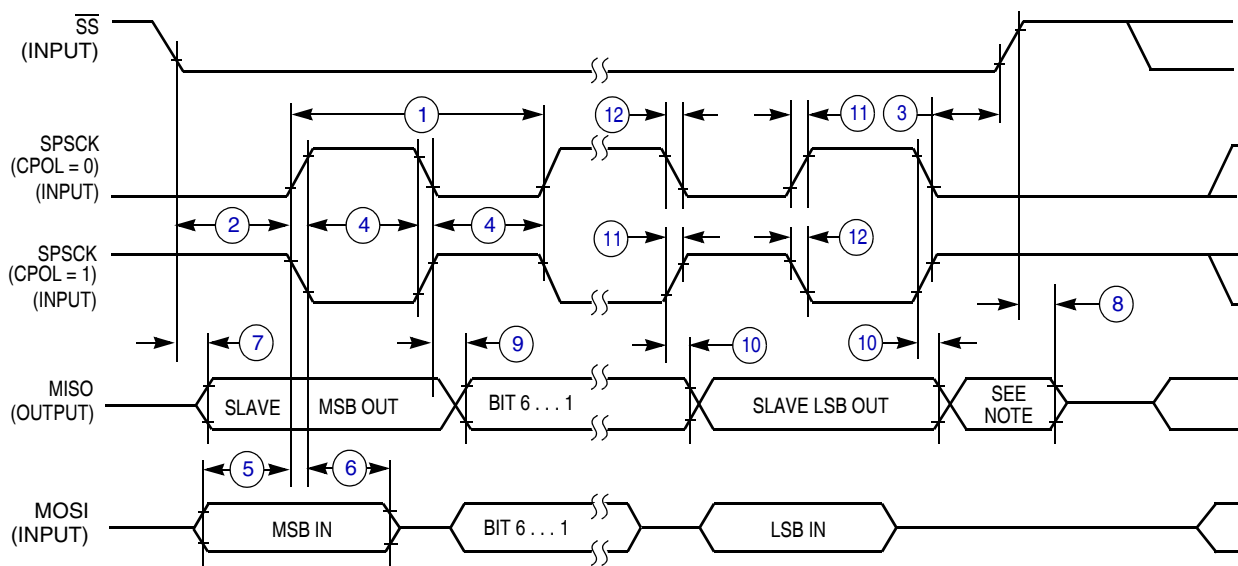 SS
(INPUT)
1
12
11
3
SPSCK
(CPOL = 0)
(INPUT)
2
4
4
11
12
SPSCK
(CPOL = 1)
(INPUT)
7
9
10
10
8
MISO
(OUTPUT)
SLAVE
MSB OUT
BIT 6 . . . 1
SLAVE LSB OUT
SEE
NOTE
5
6
MOSI
(INPUT)
MSB IN
BIT 6 . . . 1
LSB IN